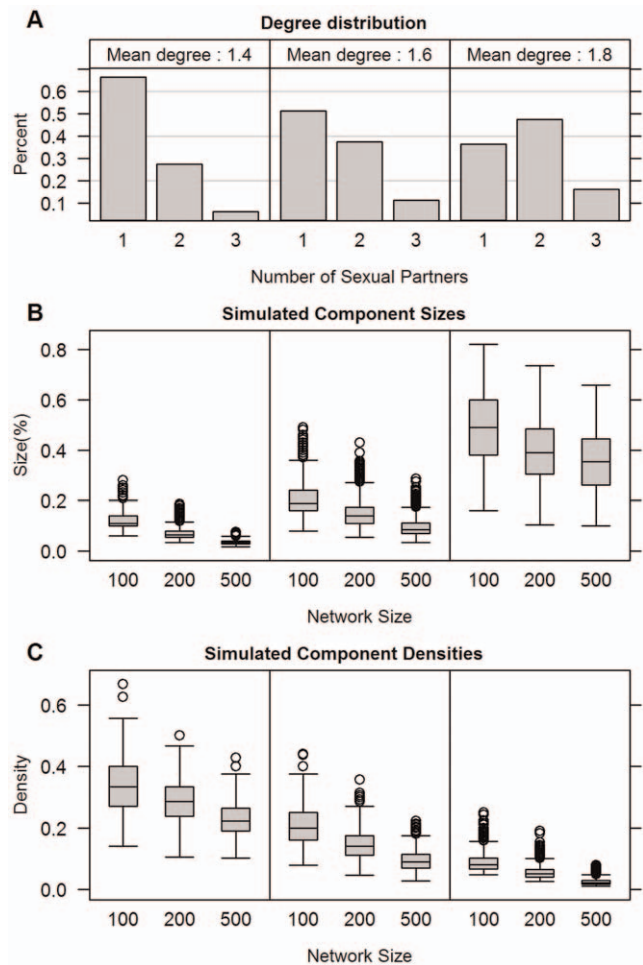 A
Degree distribution
Mean degree : 1.4 Mean degree : 1.6 Mean degree : 1.8
Percent
0.6
0.5
0.4
0.3
0.2
0.1
1 2 3 1 2 3 1 2 3
Number of Sexual Partners
B
Simulated Component Sizes
Size(%)
0.8
0.6
0.4
0.2
0.0
100 200 500 100 200 500 100 200 500
Network Size
C
Simulated Component Densities
Density
0.6
0.4
0.2
0.0
100 200 500 100 200 500 100 200 500
Network Size